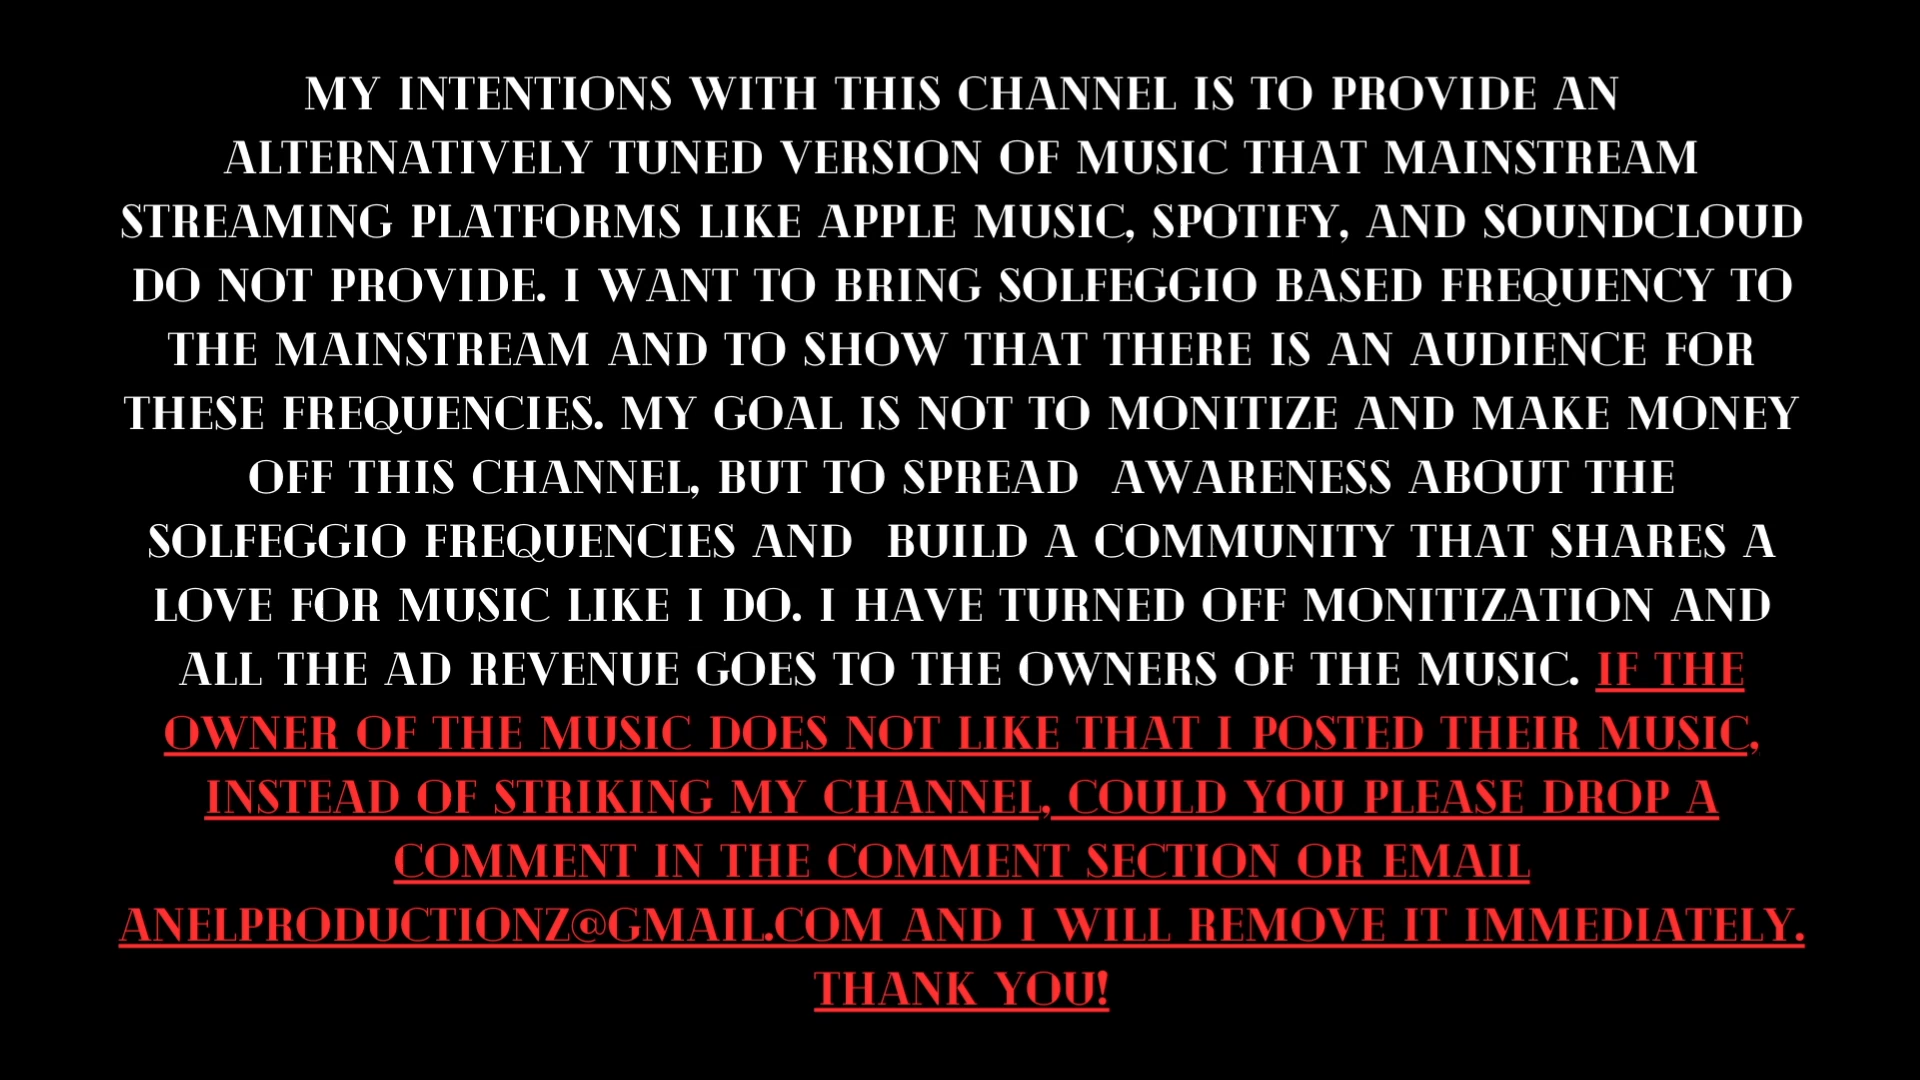 MY INTENTIONS WITH THIS CHANNEL IS TO PROVIDE AN
ALTERNATIVELY TUNED VERSION OF MUSIC THAT MAINSTREAM
STREAMING PLATFORMS LIKE APPLE MUSIC, SPOTIFY, AND SOUNDCLOUD
DO NOT PROVIDE. I WANT TO BRING SOLFEGGIO BASED FREQUENCY TO
THE MAINSTREAM AND TO SHOW THAT THERE IS AN AUDIENCE FOR
THESE FREQUENCIES. MY GOAL IS NOT TO MONITIZE AND MAKE MONEY
OFF THIS CHANNEL, BUT TO SPREAD  AWARENESS ABOUT THE
SOLFEGGIO FREQUENCIES AND  BUILD A COMMUNITY THAT SHARES A
LOVE FOR MUSIC LIKE I DO. I HAVE TURNED OFF MONITIZATION AND
ALL THE AD REVENUE GOES TO THE OWNERS OF THE MUSIC. IF THE
OWNER OF THE MUSIC DOES NOT LIKE THAT I POSTED THEIR MUSIC,
INSTEAD OF STRIKING MY CHANNEL, COULD YOU PLEASE DROP A
COMMENT IN THE COMMENT SECTION OR EMAIL
ANELPRODUCTIONZ@GMAIL.COM AND I WILL REMOVE IT IMMEDIATELY.
THANK YOU!